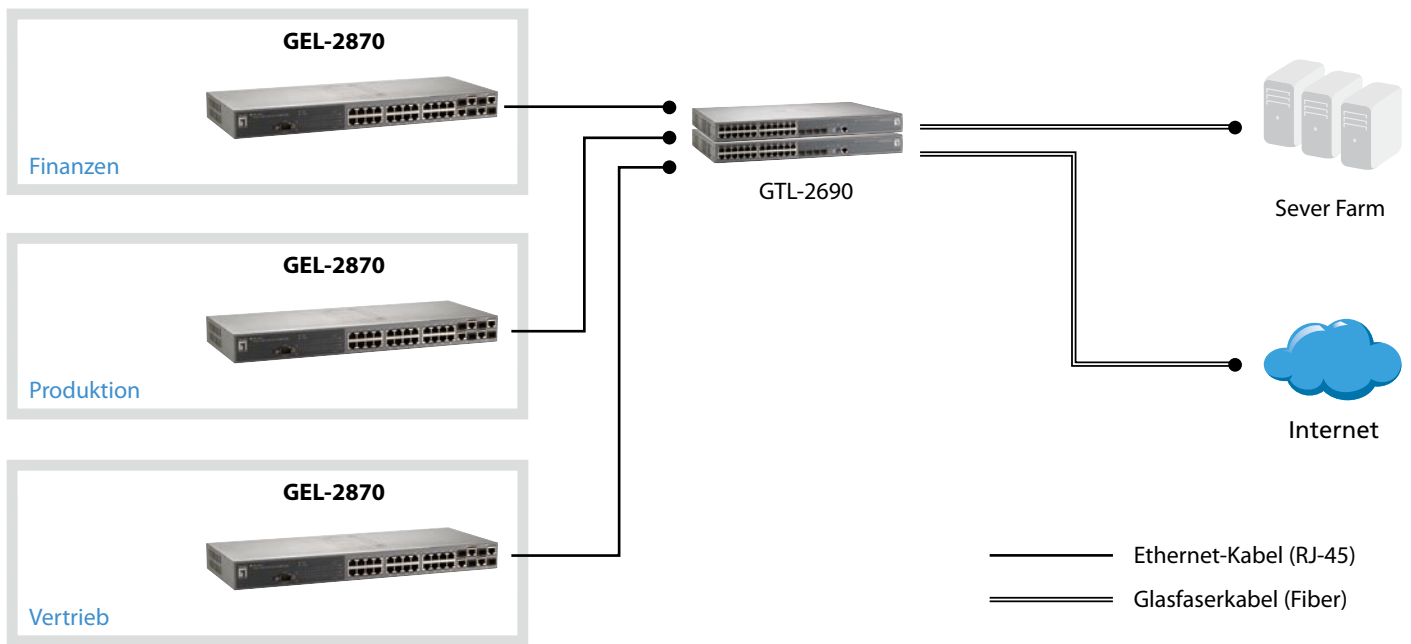 GEL-2870
Finanzen
GEL-2870
Produktion
GEL-2870
Vertrieb
GTL-2690
Sever Farm
Internet
Ethernet-Kabel (RJ-45)
Glasfaserkabel (Fiber)